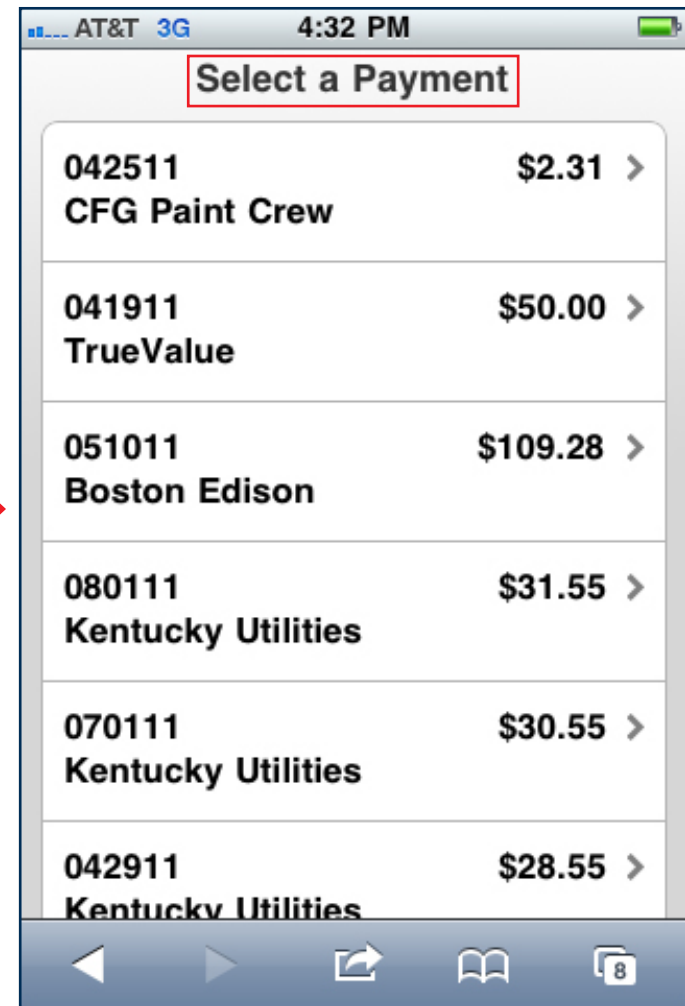 AT&T 3G 4:32 PM
Select a Payment
042511 $2.31
CFG Paint Crew
041911 $50.00
TrueValue
051011 $109.28
Boston Edison
080111 $31.55
Kentucky Utilities
070111 $30.55
Kentucky Utilities
042911 $28.55
Kentucky Utilities
8